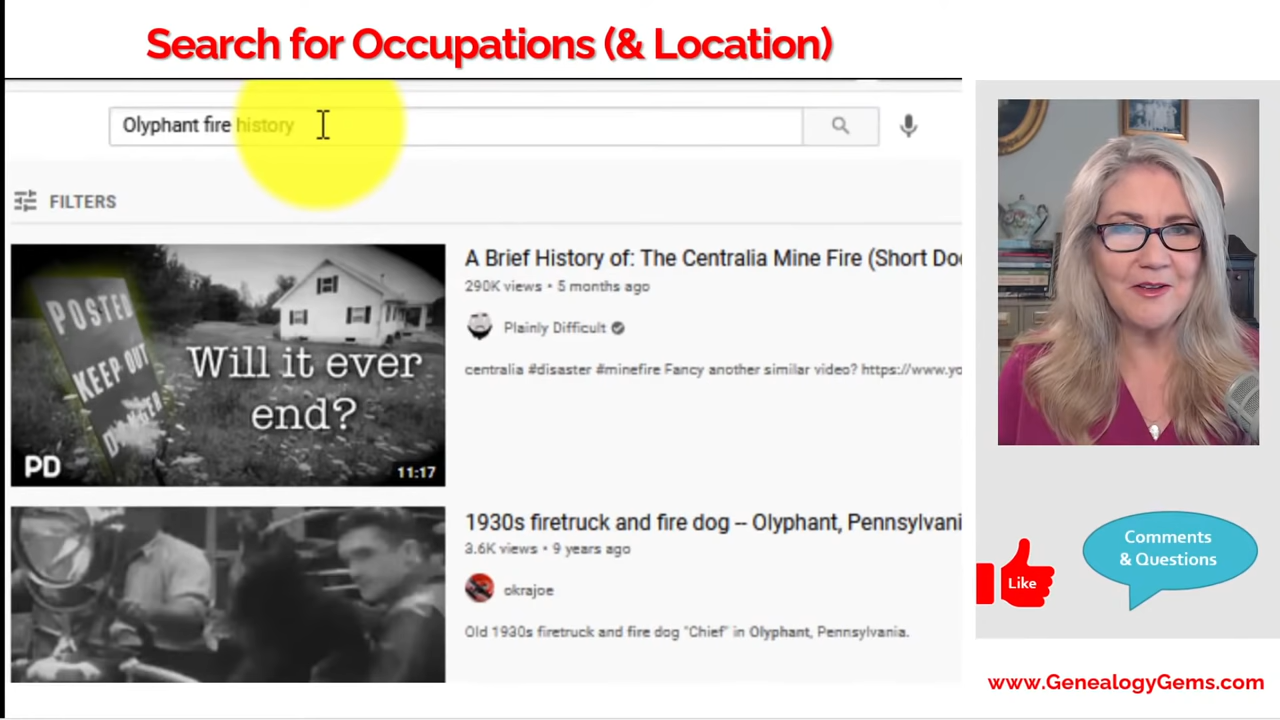 Search for Occupations (& Location)
Olyphant fire history
FILTERS
POSTED
KEEP OUT
DANGER
Will it ever
end?
PD
11:17
A Brief History of: The Centralia Mine Fire (Short Do
290K views • 5 months ago
Plainly Difficult
centralia #disaster #minefire Fancy another similar video? https://www.yo
1930s firetruck and fire dog -- Olyphant, Pennsylvani
3.6K views • 9 years ago
okrajoe
Old 1930s firetruck and fire dog "Chief" in Olyphant, Pennsylvania.
Like
Comments
& Questions
www.GenealogyGems.com